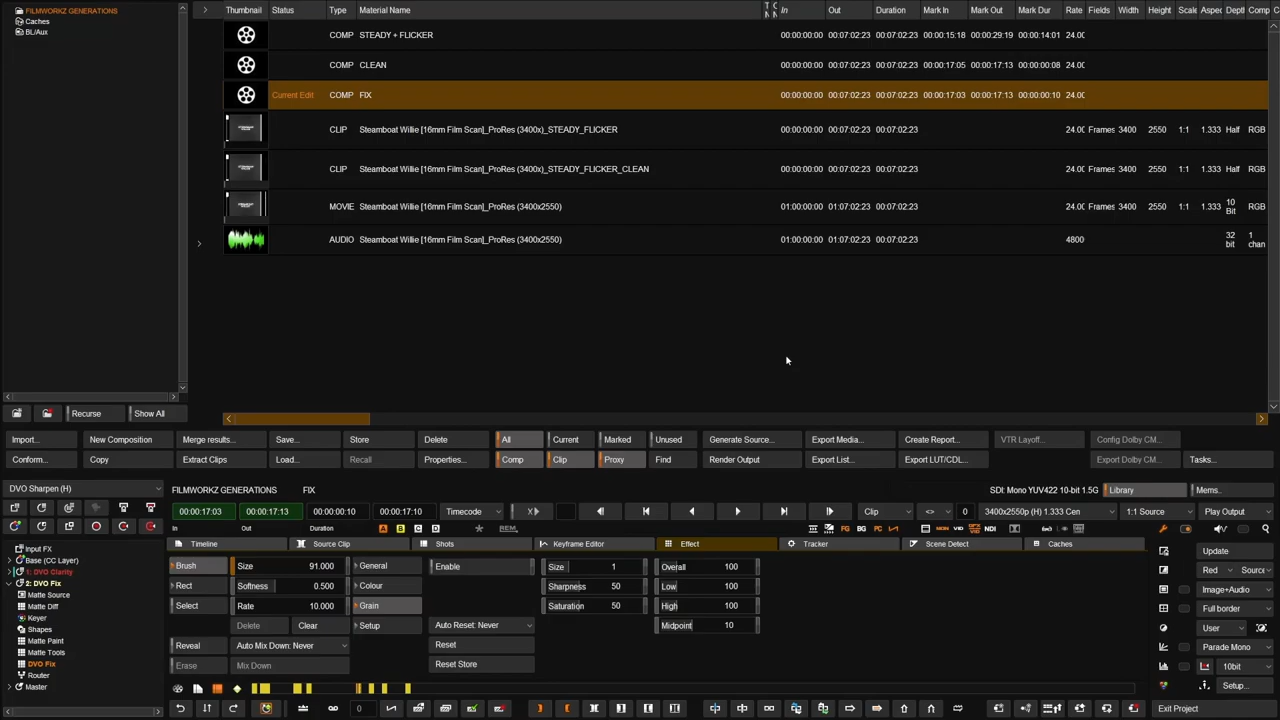 FILMWORKZ GENERATIONS
Caches
BL/Aux
Recurse Show All
Thumbnail Status Type Material Name In Out Duration Mark In Mark Out Mark Dur Rate Fields Width Height Scale Aspec Depth Comp
COMP STEADY + FLICKER 00:00:00:00 00:07:02:23 00:07:02:23 00:00:15:18 00:00:29:19 00:00:14:01 24.00
COMP CLEAN 00:00:00:00 00:07:02:23 00:07:02:23 00:00:17:05 00:00:17:13 00:00:00:08 24.00
Current Edit COMP FIX 00:00:00:00 00:07:02:23 00:07:02:23 00:00:17:03 00:00:17:13 00:00:00:10 24.00
CLIP Steamboat Willie [16mm Film Scan]_ProRes (3400x)_STEADY_FLICKER 00:00:00:00 00:07:02:23 00:07:02:23 24.00 Frames 3400 2550 1:1 1.333 Half RGB
CLIP Steamboat Willie [16mm Film Scan]_ProRes (3400x)_STEADY_FLICKER_CLEAN 00:00:00:00 00:07:02:23 00:07:02:23 24.00 Frames 3400 2550 1:1 1.333 Half RGB
MOVIE Steamboat Willie [16mm Film Scan]_ProRes (3400x2550) 01:00:00:00 01:07:02:23 00:07:02:23 24.00 Frames 3400 2550 1:1 1.333 10 Bit RGB
AUDIO Steamboat Willie [16mm Film Scan]_ProRes (3400x2550) 01:00:00:00 01:07:02:23 00:07:02:23 4800 32 bit 1 chan
Import... New Composition Merge results... Save... Store Delete All Current Marked Unused Generate Source... Export Media... Create Report... VTR Layoff... Config Dolby CM...
Conform... Copy Extract Clips Load... Recall Properties... Comp Clip Proxy Find Render Output Export List... Export LUT/CDL... Export Dolby CM... Tasks...
DVO Sharpen (H) FILMWORKZ GENERATIONS FIX SDI: Mono YUV422 10-bit 1.5G Library Mems..
00:00:17:03 00:00:17:13 00:00:00:10 00:00:17:10 Timecode X Clip <> 0 3400x2550p (H) 1.333 Cen 1:1 Source Play Output
In Out Duration A B C D REM FG BG PC MON VID NDI
Timeline Source Clip Shots Keyframe Editor Effect Tracker Scene Detect Caches
Input FX
Base (CC Layer)
1: DVO Clarity
2: DVO Fix
Matte Source
Matte Diff
Keyer
Shapes
Matte Paint
Matte Tools
DVO Fix
Router
Master
Brush Size 91.000 General Enable Size 1 Overall 100
Rect Softness 0.500 Colour Sharpness 50 Low 100
Select Rate 10.000 Grain Saturation 50 High 100
Delete Clear Setup Auto Reset: Never Midpoint 10
Reveal Auto Mix Down: Never Reset
Erase Mix Down Reset Store
0
Update
Red Source
Image+Audio
Full border
User
Parade Mono
10bit
Setup...
Exit Project